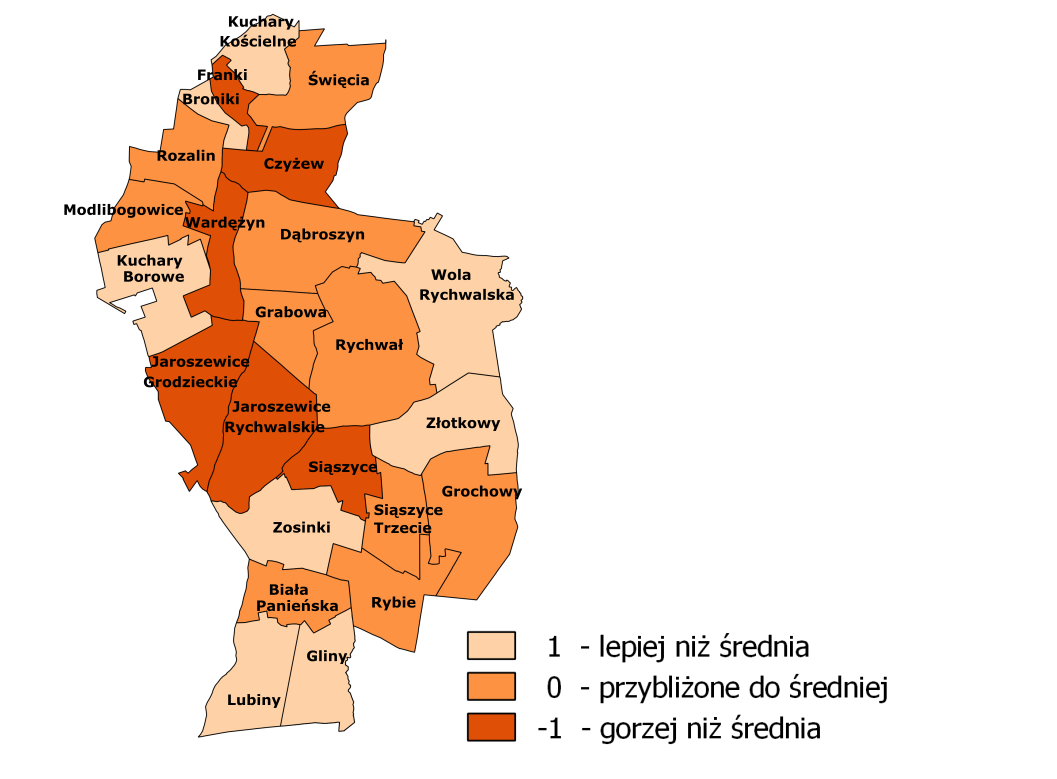 Kuchary
Kościelne
Franki
Święcia
Broniki
Rozalin
Czyżew
Modlibogowice
Wardężyn
Dąbroszyn
Kuchary
Borowe
Wola
Rychwalska
Grabowa
Rychwał
Jaroszewice
Grodzieckie
Jaroszewice
Rychwalskie
Złotkowy
Siąszyce
Grochowy
Siąszyce
Trzecie
Zosinki
Biała
Panieńska
Rybie
Gliny
Lubiny
1 - lepiej niż średnia
0 - przybliżone do średniej
-1 - gorzej niż średnia